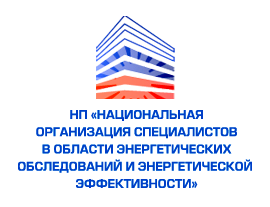 НП «НАЦИОНАЛЬНАЯ
ОРГАНИЗАЦИЯ СПЕЦИАЛИСТОВ
В ОБЛАСТИ ЭНЕРГЕТИЧЕСКИХ
ОБСЛЕДОВАНИЙ И ЭНЕРГЕТИЧЕСКОЙ
ЭФФЕКТИВНОСТИ»